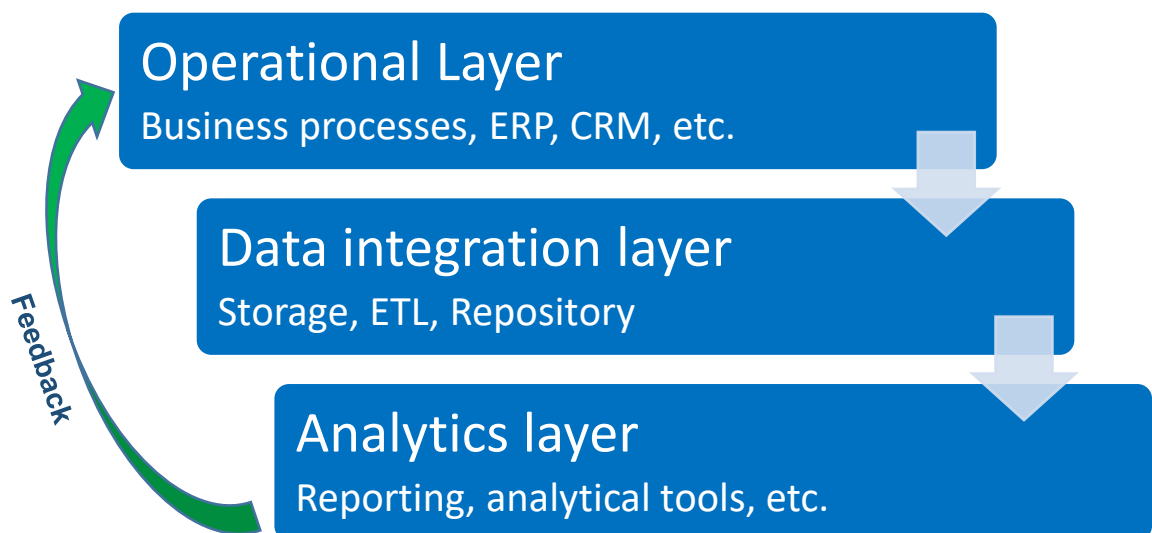 Operational Layer
Business processes, ERP, CRM, etc.
Data integration layer
Storage, ETL, Repository
Feedback
Analytics layer
Reporting, analytical tools, etc.